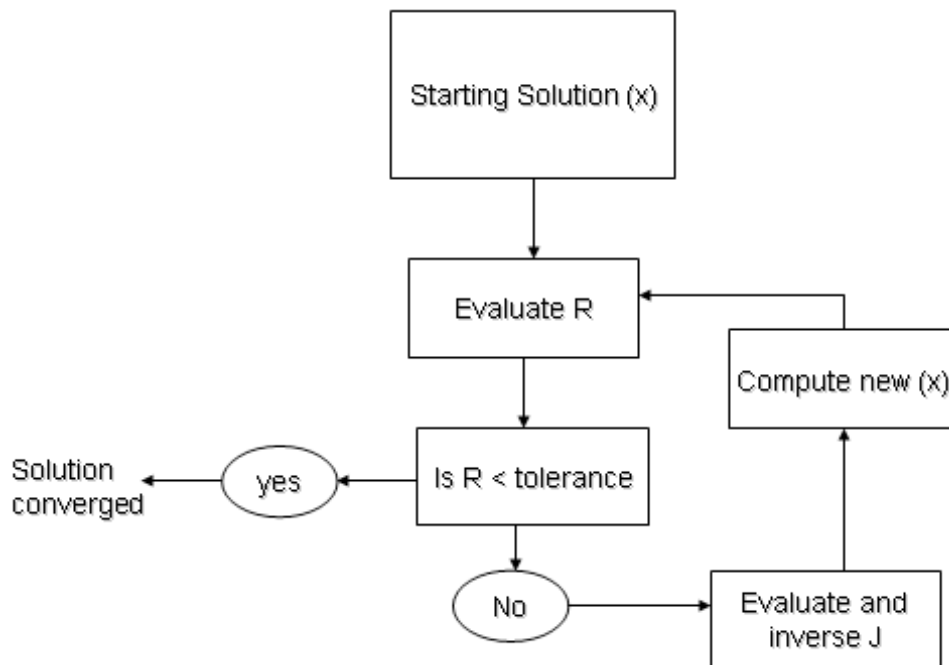 Starting Solution (x)
Evaluate R
Compute new (x)
Is R < tolerance
yes
Solution
converged
No
Evaluate and
inverse J